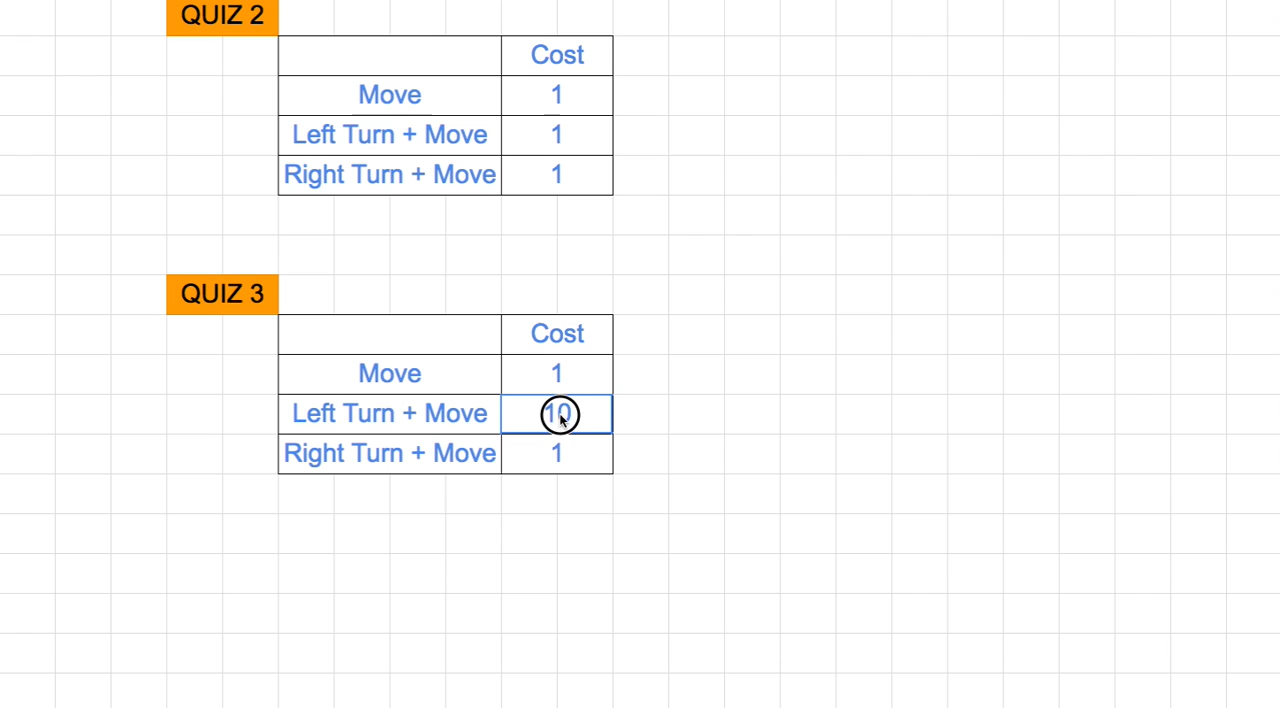 QUIZ 2
Cost
Move 1
Left Turn + Move 1
Right Turn + Move 1
QUIZ 3
Cost
Move 1
Left Turn + Move 10
Right Turn + Move 1